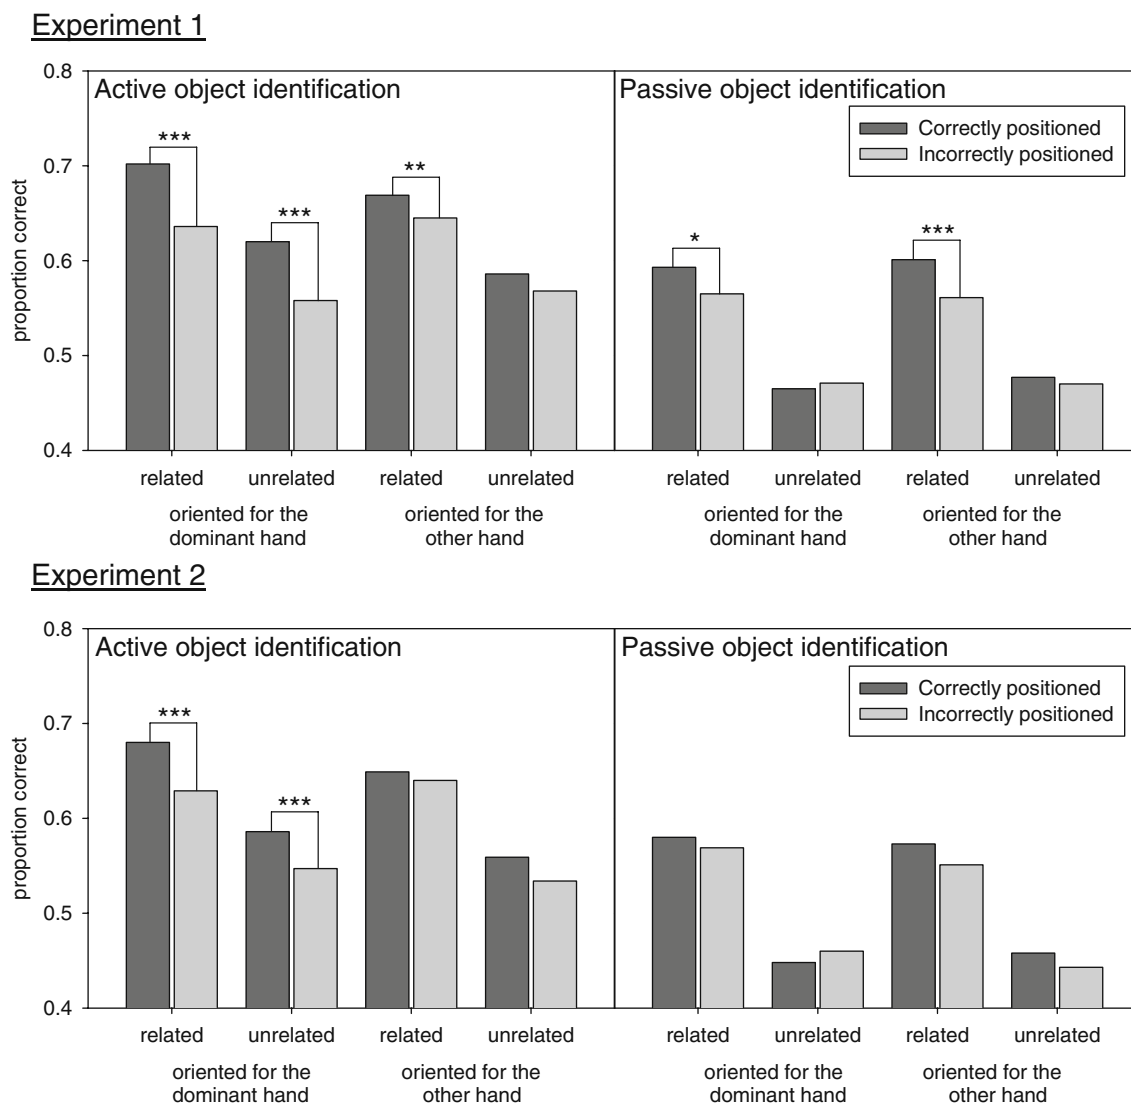 Experiment 1
0.8
0.7
0.6
0.5
0.4
proportion correct
Active object identification
Passive object identification
Correctly positioned
Incorrectly positioned
***
***
**
*
***
related unrelated related unrelated related unrelated related unrelated
oriented for the oriented for the oriented for the oriented for the
dominant hand other hand dominant hand other hand
Experiment 2
0.8
0.7
0.6
0.5
0.4
proportion correct
Active object identification
Passive object identification
Correctly positioned
Incorrectly positioned
***
***
related unrelated related unrelated related unrelated related unrelated
oriented for the oriented for the oriented for the oriented for the
dominant hand other hand dominant hand other hand